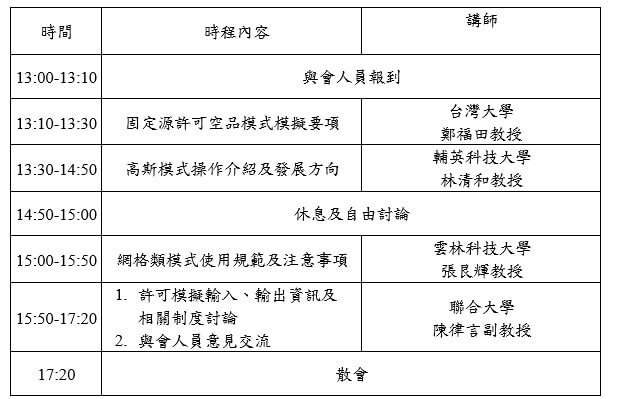 時間 時程內容 講師
13:00-13:10 與會人員報到
13:10-13:30 固定源許可空品模式模擬要項 台灣大學
鄭福田教授
13:30-14:50 高斯模式操作介紹及發展方向 輔英科技大學
林清和教授
14:50-15:00 休息及自由討論
15:00-15:50 網格類模式使用規範及注意事項 雲林科技大學
張艮輝教授
15:50-17:20 1. 許可模擬輸入、輸出資訊及
相關制度討論
2. 與會人員意見交流
聯合大學
陳律言副教授
17:20 散會